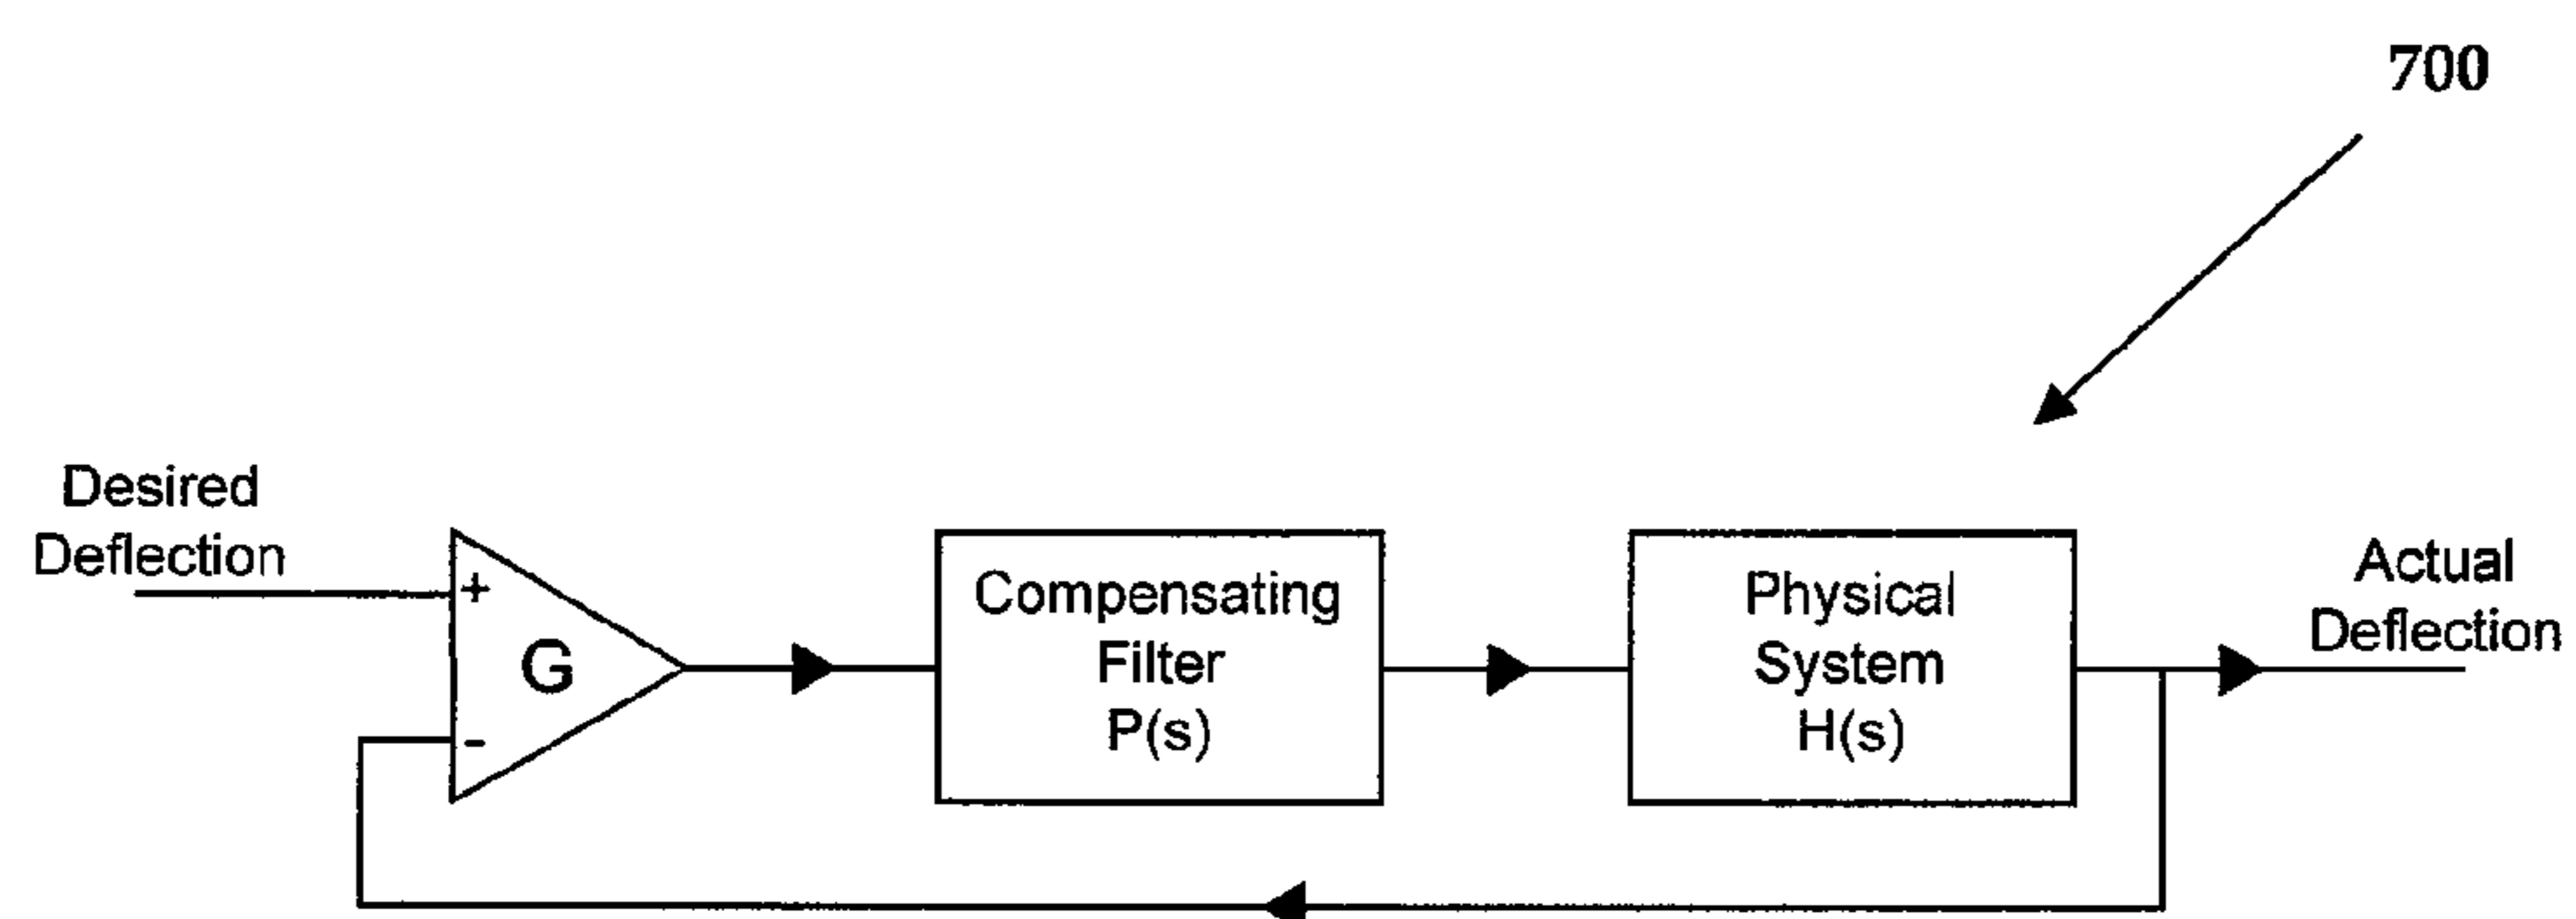 700
Desired
Deflection
+
G
-
Compensating
Filter
P(s)
Physical
System
H(s)
Actual
Deflection